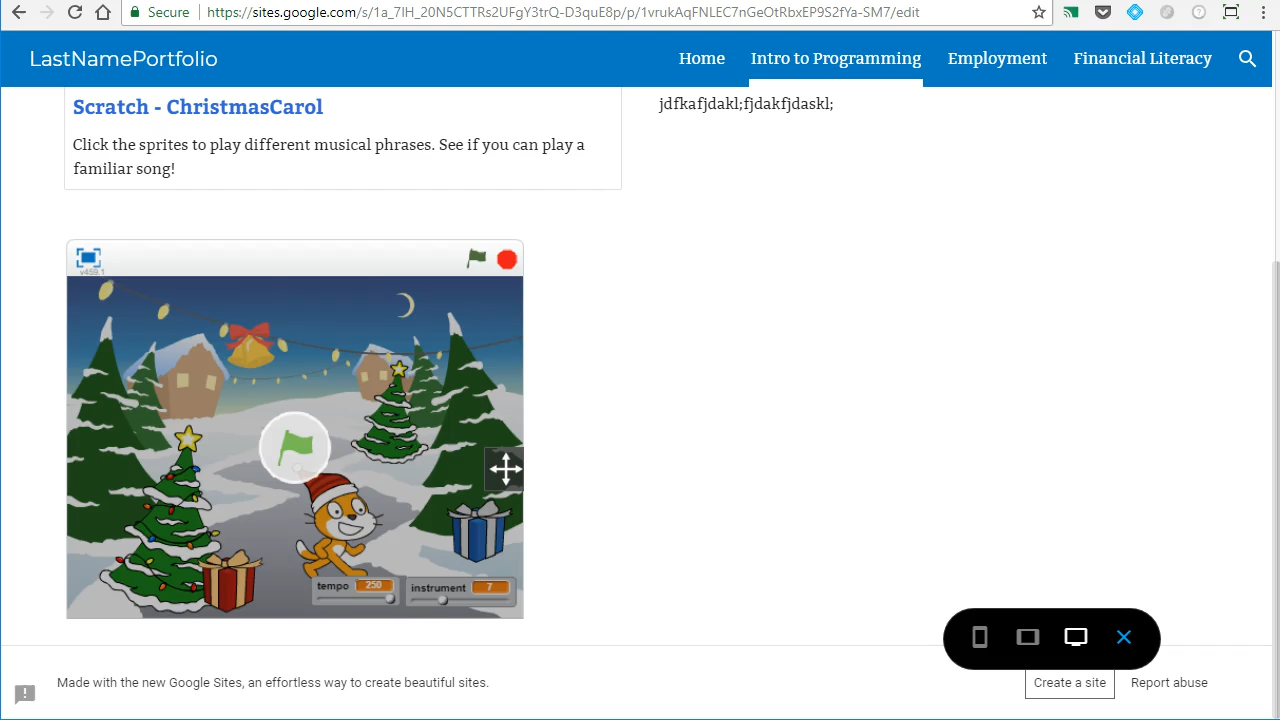 Secure
https://sites.google.com/s/1a_7IH_20N5CTTRs2UFgY3trQ-D3quE8p/p/1vrukAqFNLEC7nGeOtRbxEP9S2fYa-SM7/edit
LastNamePortfolio
Home
Intro to Programming
Employment
Financial Literacy
Scratch - ChristmasCarol
Click the sprites to play different musical phrases. See if you can play a
familiar song!
jdfkafjdakl;fjdakfjdaskl;
v459.1
tempo 250
instrument 7
Made with the new Google Sites, an effortless way to create beautiful sites.
Create a site
Report abuse